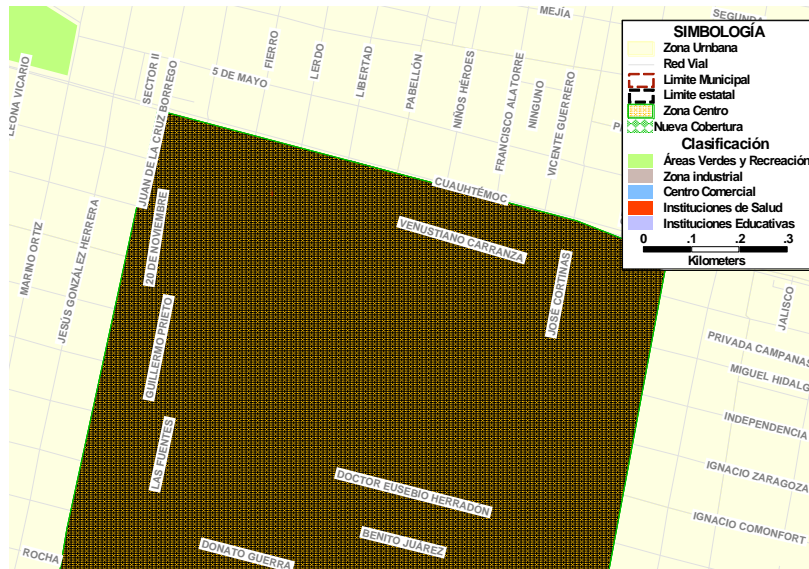 MEJÍA
SEGUNDA
SIMBOLOGÍA
Zona Urnbana
Red Vial
Limite Municipal
Limite estatal
Zona Centro
Nueva Cobertura
Clasificación
Áreas Verdes y Recreación
Zona industrial
Centro Comercial
Instituciones de Salud
Instituciones Educativas
0 .1 .2 .3
Kilometers
LEONA VICARIO
SECTOR II
JUAN DE LA CRUZ BORREGO
5 DE MAYO
FIERRO
LERDO
LIBERTAD
PABELLÓN
NIÑOS HÉROES
FRANCISCO ALATORRE
NINGUNO
VICENTE GUERRERO
CUAUHTÉMOC
VENUSTIANO CARRANZA
MARINO ORTIZ
JESÚS GONZÁLEZ HERRERA
20 DE NOVIEMBRE
GUILLERMO PRIETO
JOSÉ CORTINAS
JALISCO
PRIVADA CAMPANAS
MIGUEL HIDALG
INDEPENDENCIA
IGNACIO ZARAGOZA
IGNACIO COMONFORT
LAS FUENTES
DOCTOR EUSEBIO HERRADÓN
BENITO JUÁREZ
DONATO GUERRA
ROCHA